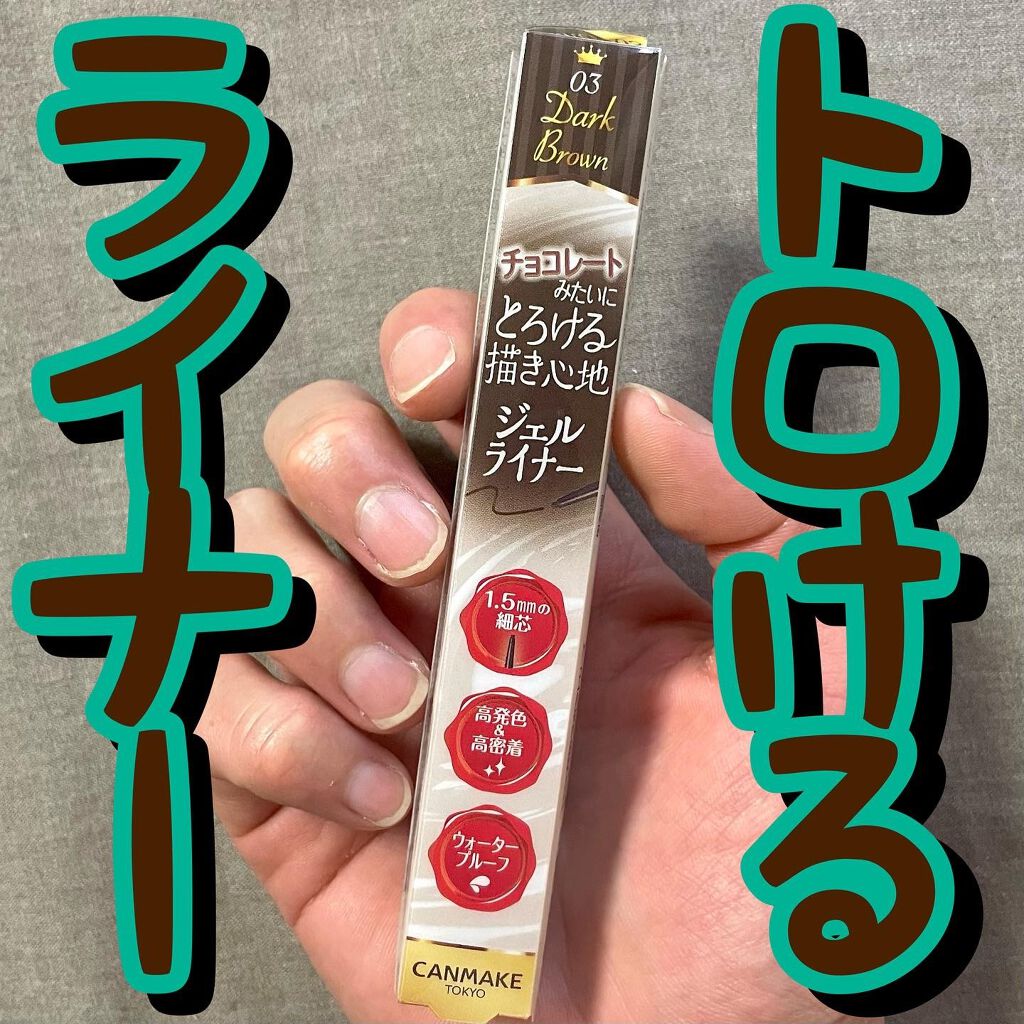 トロける
ライナー
03
Dark
Brown
チョコレート
みたいに
とろける
描き心地
ジェル
ライナー
1.5mmの
細芯
高発色
&
高密着
ウォーター
プルーフ
CANMAKE
TOKYO